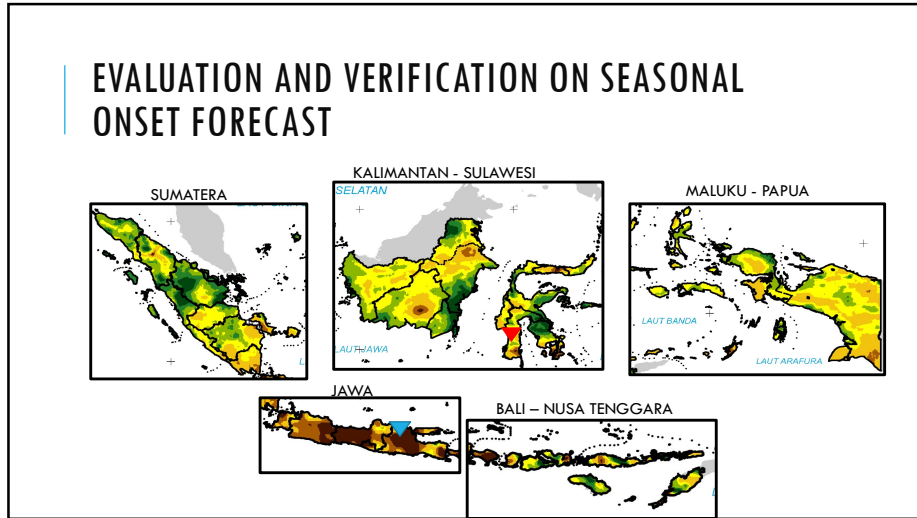 EVALUATION AND VERIFICATION ON SEASONAL
ONSET FORECAST
SUMATERA
KALIMANTAN - SULAWESI
MALUKU - PAPUA
SELATAN
LAUT JAWA
LAUT BANDA
LAUT ARAFURA
JAWA
BALI – NUSA TENGGARA